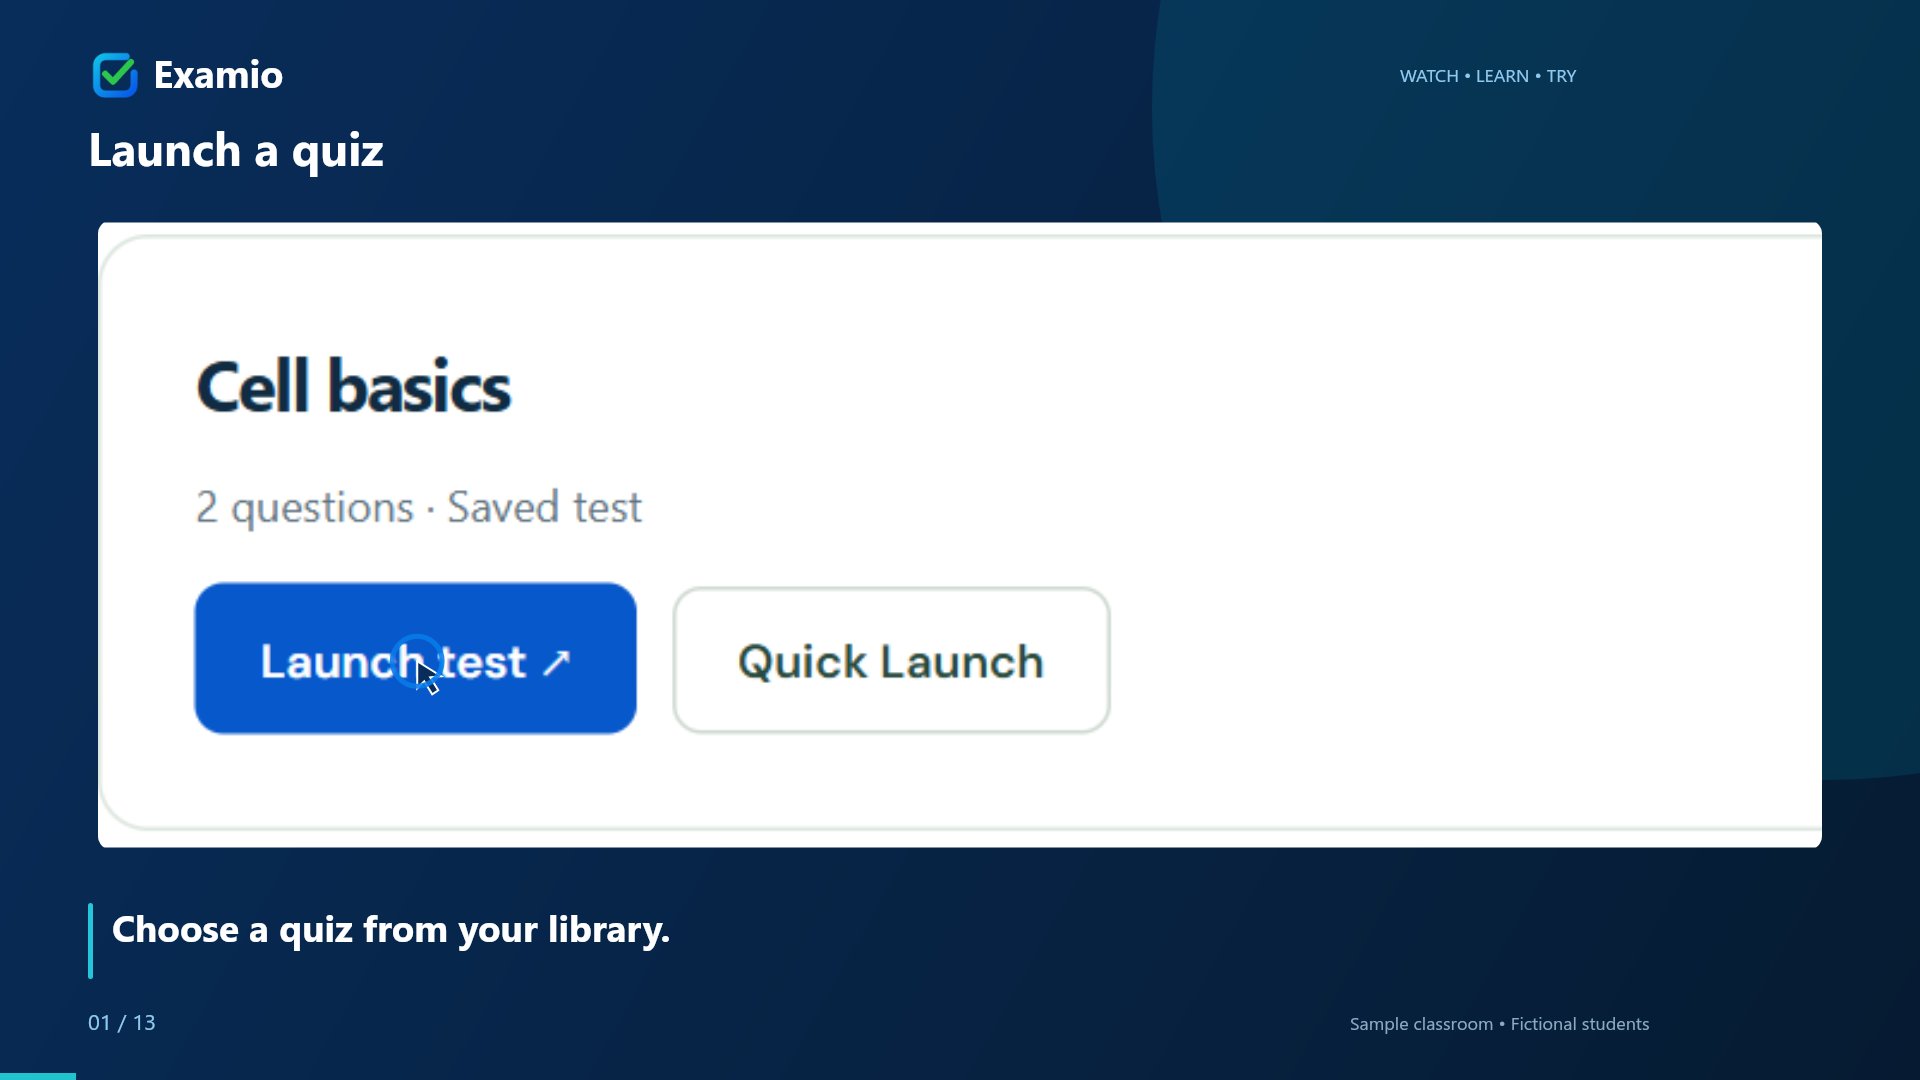 Examio
WATCH • LEARN • TRY
Launch a quiz
Cell basics
2 questions · Saved test
Launch test ↗
Quick Launch
Choose a quiz from your library.
01 / 13
Sample classroom • Fictional students